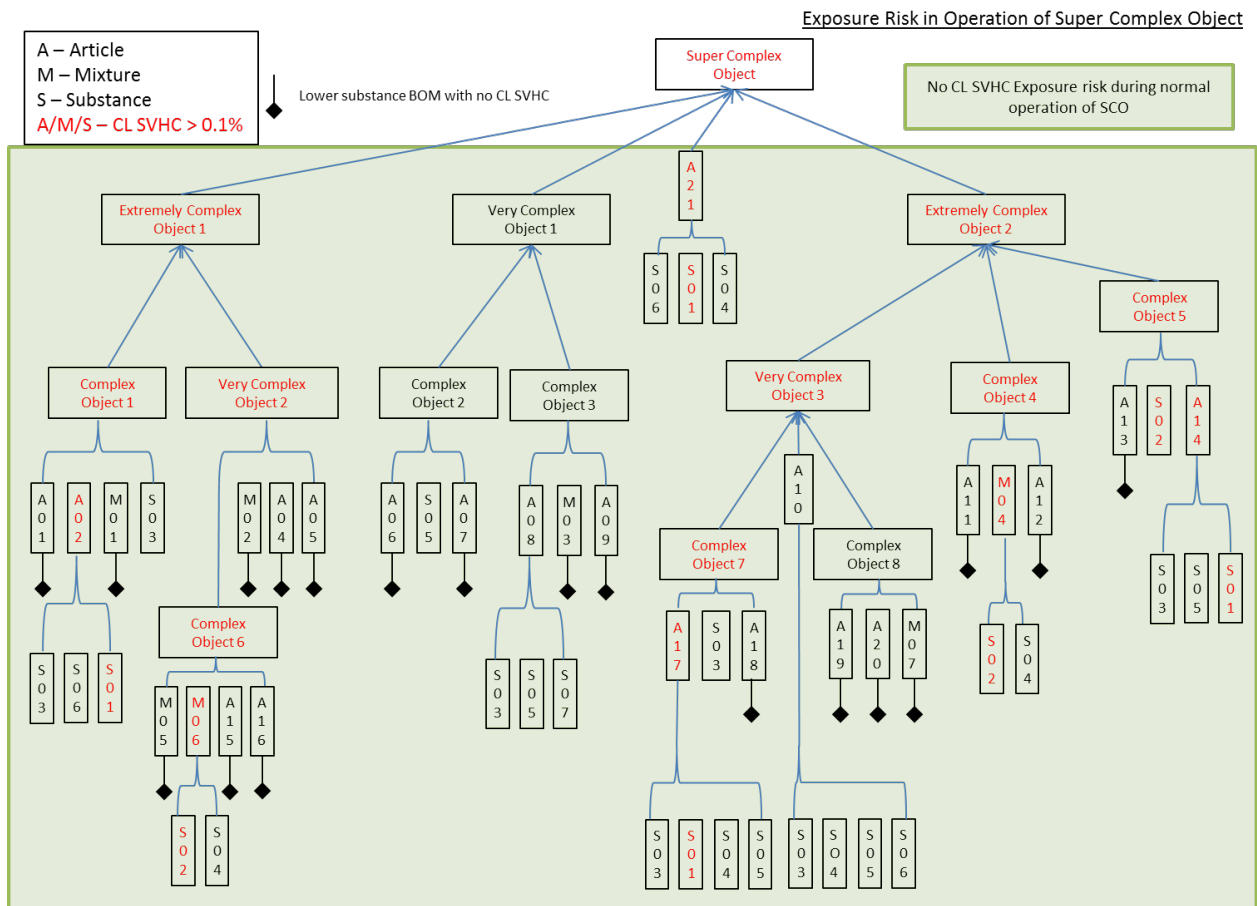 Exposure Risk in Operation of Super Complex Object
A – Article
M – Mixture
S – Substance
A/M/S – CL SVHC > 0.1%
Lower substance BOM with no CL SVHC
Super Complex
Object
No CL SVHC Exposure risk during normal
operation of SCO
A21
Extremely Complex
Object 1
Very Complex
Object 1
Extremely Complex
Object 2
S06
S01
S04
Complex
Object 5
Complex
Object 1
Very Complex
Object 2
Complex
Object 2
Complex
Object 3
Very Complex
Object 3
Complex
Object 4
A13
S02
A14
A01
A02
M01
S03
M02
A04
A05
A06
S05
A07
A08
M03
A09
A10
A11
M04
A12
Complex
Object 7
Complex
Object 8
S03
S05
S01
Complex
Object 6
A17
S03
A18
A19
A20
M07
S02
S04
S03
S06
S01
S03
S05
S07
M05
M06
A15
A16
S02
S04
S03
S01
S04
S05
S03
SO4
S05
S06